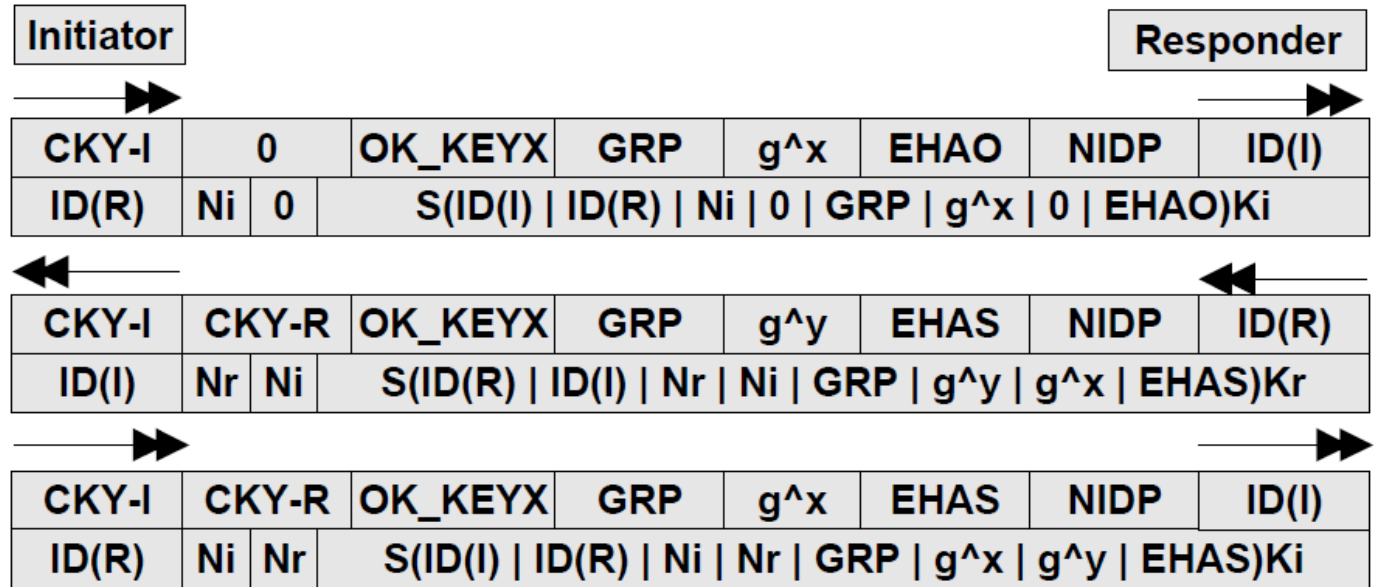 Initiator Responder
CKY-I 0 OK_KEYX GRP g^x EHAO NIDP ID(I)
ID(R) Ni 0 S(ID(I) | ID(R) | Ni | 0 | GRP | g^x | 0 | EHAO)Ki
CKY-I CKY-R OK_KEYX GRP g^y EHAS NIDP ID(R)
ID(I) Nr Ni S(ID(R) | ID(I) | Nr | Ni | GRP | g^y | g^x | EHAS)Kr
CKY-I CKY-R OK_KEYX GRP g^x EHAS NIDP ID(I)
ID(R) Ni Nr S(ID(I) | ID(R) | Ni | Nr | GRP | g^x | g^y | EHAS)Ki